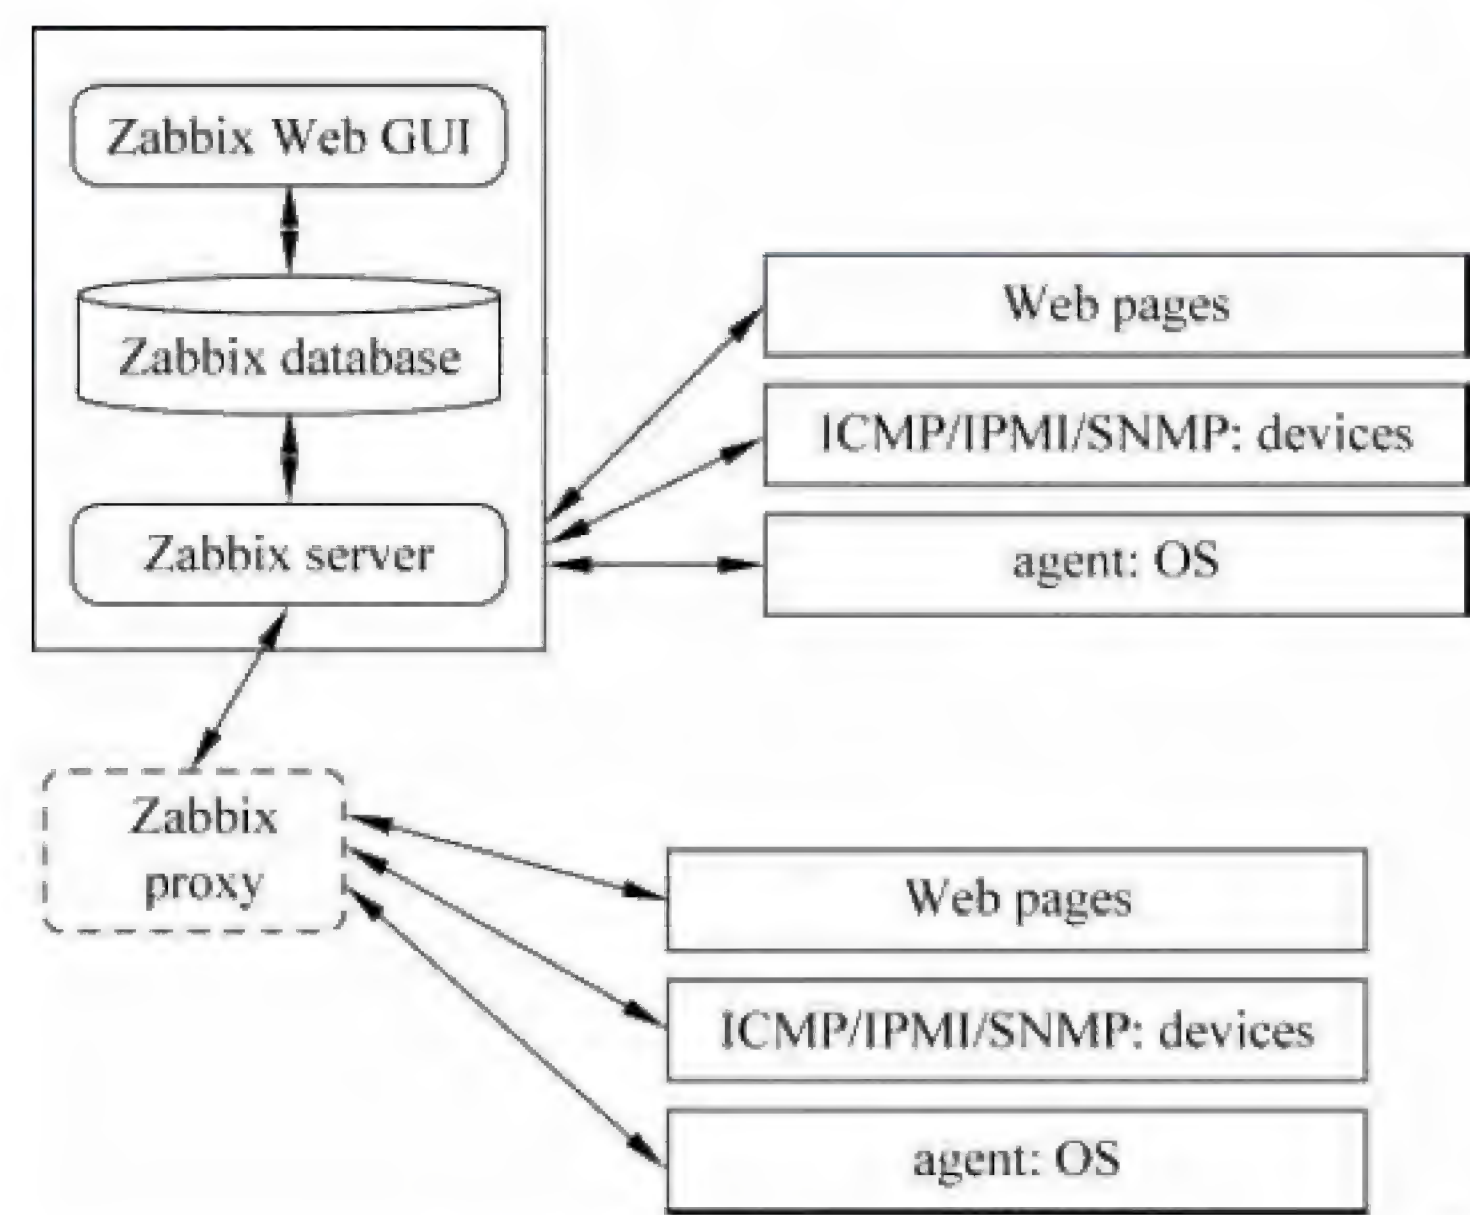 Zabbix Web GUI
Zabbix database
Zabbix server
Web pages
ICMP/IPMI/SNMP: devices
agent: OS
Zabbix
proxy
Web pages
ICMP/IPMI/SNMP: devices
agent: OS